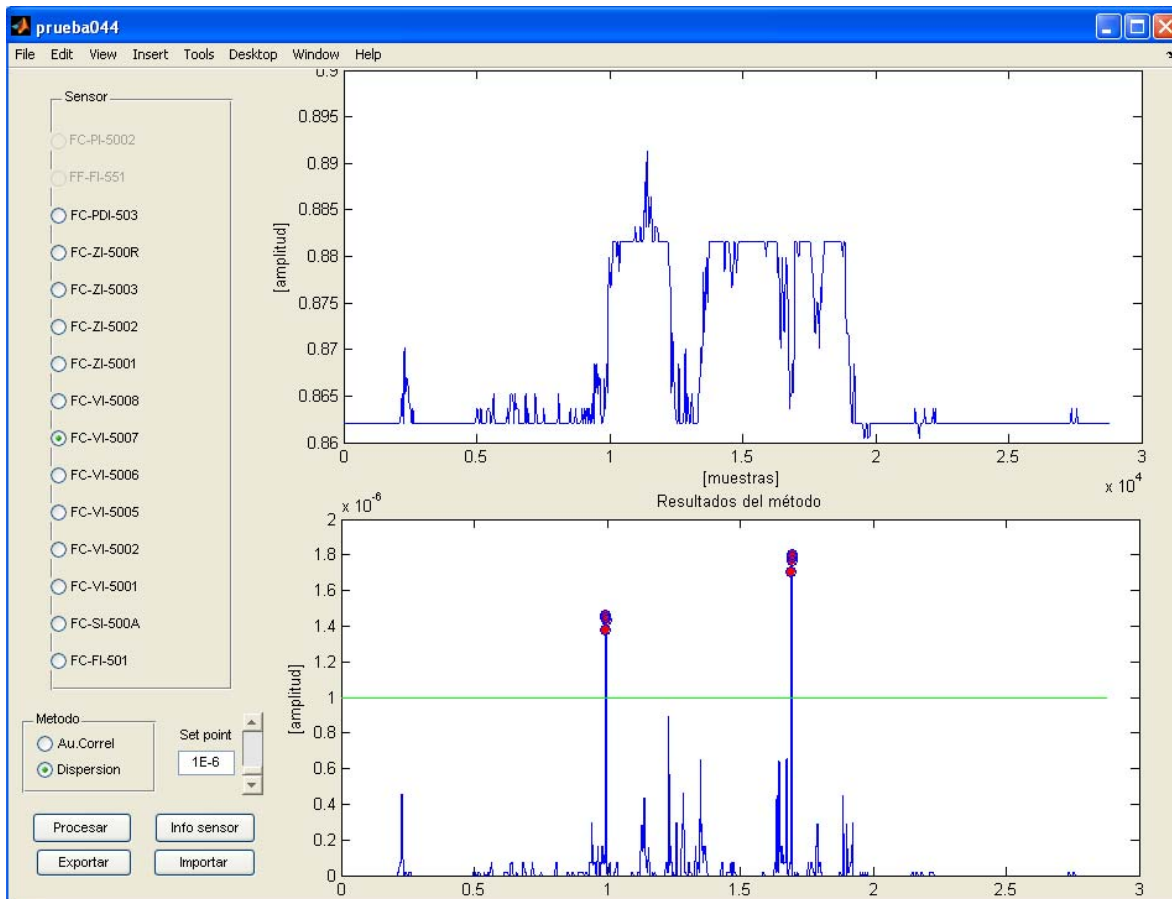 prueba044
File Edit View Insert Tools Desktop Window Help
Sensor
FC-PI-5002
FF-FI-551
FC-PDI-503
FC-ZI-500R
FC-ZI-5003
FC-ZI-5002
FC-ZI-5001
FC-VI-5008
FC-VI-5007
FC-VI-5006
FC-VI-5005
FC-VI-5002
FC-VI-5001
FC-SI-500A
FC-FI-501
Metodo
Au.Correl
Dispersion
Set point
1E-6
Procesar
Info sensor
Exportar
Importar
0.9
0.895
0.89
0.885
0.88
0.875
0.87
0.865
0.86
[amplitud]
0 0.5 1 1.5 2 2.5 3
[muestras]
x 10^4
x 10^-6
Resultados del método
2
1.8
1.6
1.4
1.2
1
0.8
0.6
0.4
0.2
0
[amplitud]
0 0.5 1 1.5 2 2.5 3